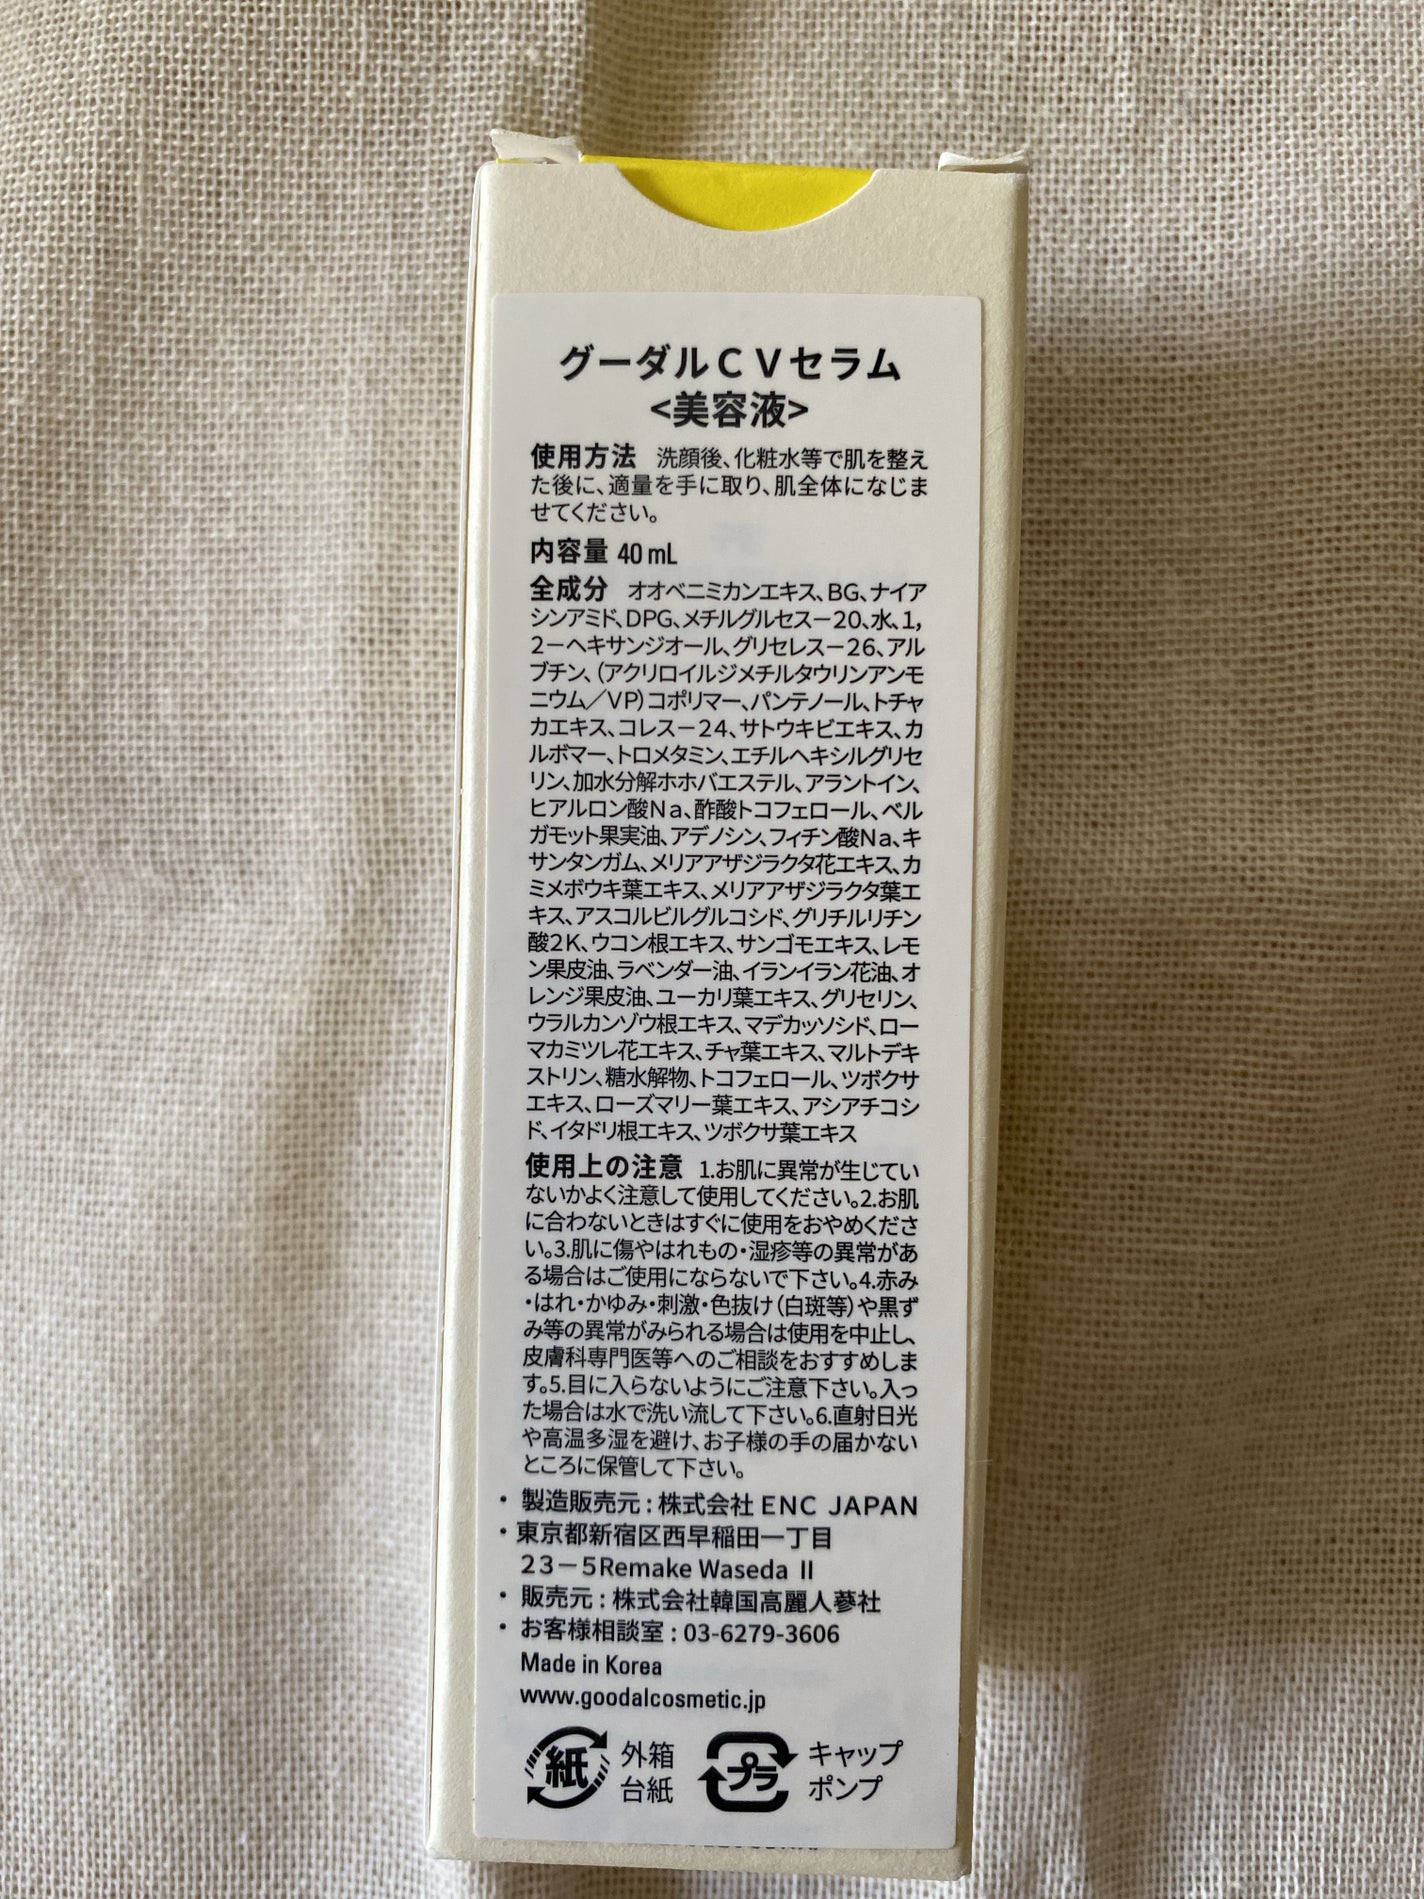 グーダルCVセラム
<美容液>
使用方法 洗顔後、化粧水等で肌を整え
た後に、適量を手に取り、肌全体になじま
せてください。
内容量 40 mL
全成分 オオベニミカンエキス、BG、ナイア
シンアミド、DPG、メチルグルセス－20、水、1,
2－ヘキサンジオール、グリセレス－26、アル
ブチン、（アクリロイルジメチルタウリンアンモ
ニウム／VP）コポリマー、パンテノール、トチャ
カエキス、コレス－24、サトウキビエキス、カ
ルボマー、トロメタミン、エチルヘキシルグリセ
リン、加水分解ホホバエステル、アラントイン、
ヒアルロン酸Na、酢酸トコフェロール、ベル
ガモット果実油、アデノシン、フィチン酸Na、キ
サンタンガム、メリアアザジラクタ花エキス、カ
ミメボウキ葉エキス、メリアアザジラクタ葉エ
キス、アスコルビルグルコシド、グリチルリチン
酸2K、ウコン根エキス、サンゴモエキス、レモ
ン果皮油、ラベンダー油、イランイラン花油、オ
レンジ果皮油、ユーカリ葉エキス、グリセリン、
ウラルカンゾウ根エキス、マデカッソシド、ロー
マカミツレ花エキス、チャ葉エキス、マルトデキ
ストリン、糖水解物、トコフェロール、ツボクサ
エキス、ローズマリー葉エキス、アシアチコシ
ド、イタドリ根エキス、ツボクサ葉エキス
使用上の注意 1.お肌に異常が生じてい
ないかよく注意して使用してください。2.お肌
に合わないときはすぐに使用をおやめくださ
い。3.肌に傷やはれもの・湿疹等の異常があ
る場合はご使用にならないで下さい。4.赤み
・はれ・かゆみ・刺激・色抜け（白斑等）や黒ず
み等の異常がみられる場合は使用を中止し、
皮膚科専門医等へのご相談をおすすめしま
す。5.目に入らないようにご注意下さい。入っ
た場合は水で洗い流して下さい。6.直射日光
や高温多湿を避け、お子様の手の届かない
ところに保管して下さい。
・製造販売元：株式会社 ENC JAPAN
・東京都新宿区西早稲田一丁目
23－5Remake Waseda Ⅱ
・販売元：株式会社韓国高麗人蔘社
・お客様相談室：03-6279-3606
Made in Korea
www.goodalcosmetic.jp
紙 外箱 台紙 プラ キャップ ポンプ